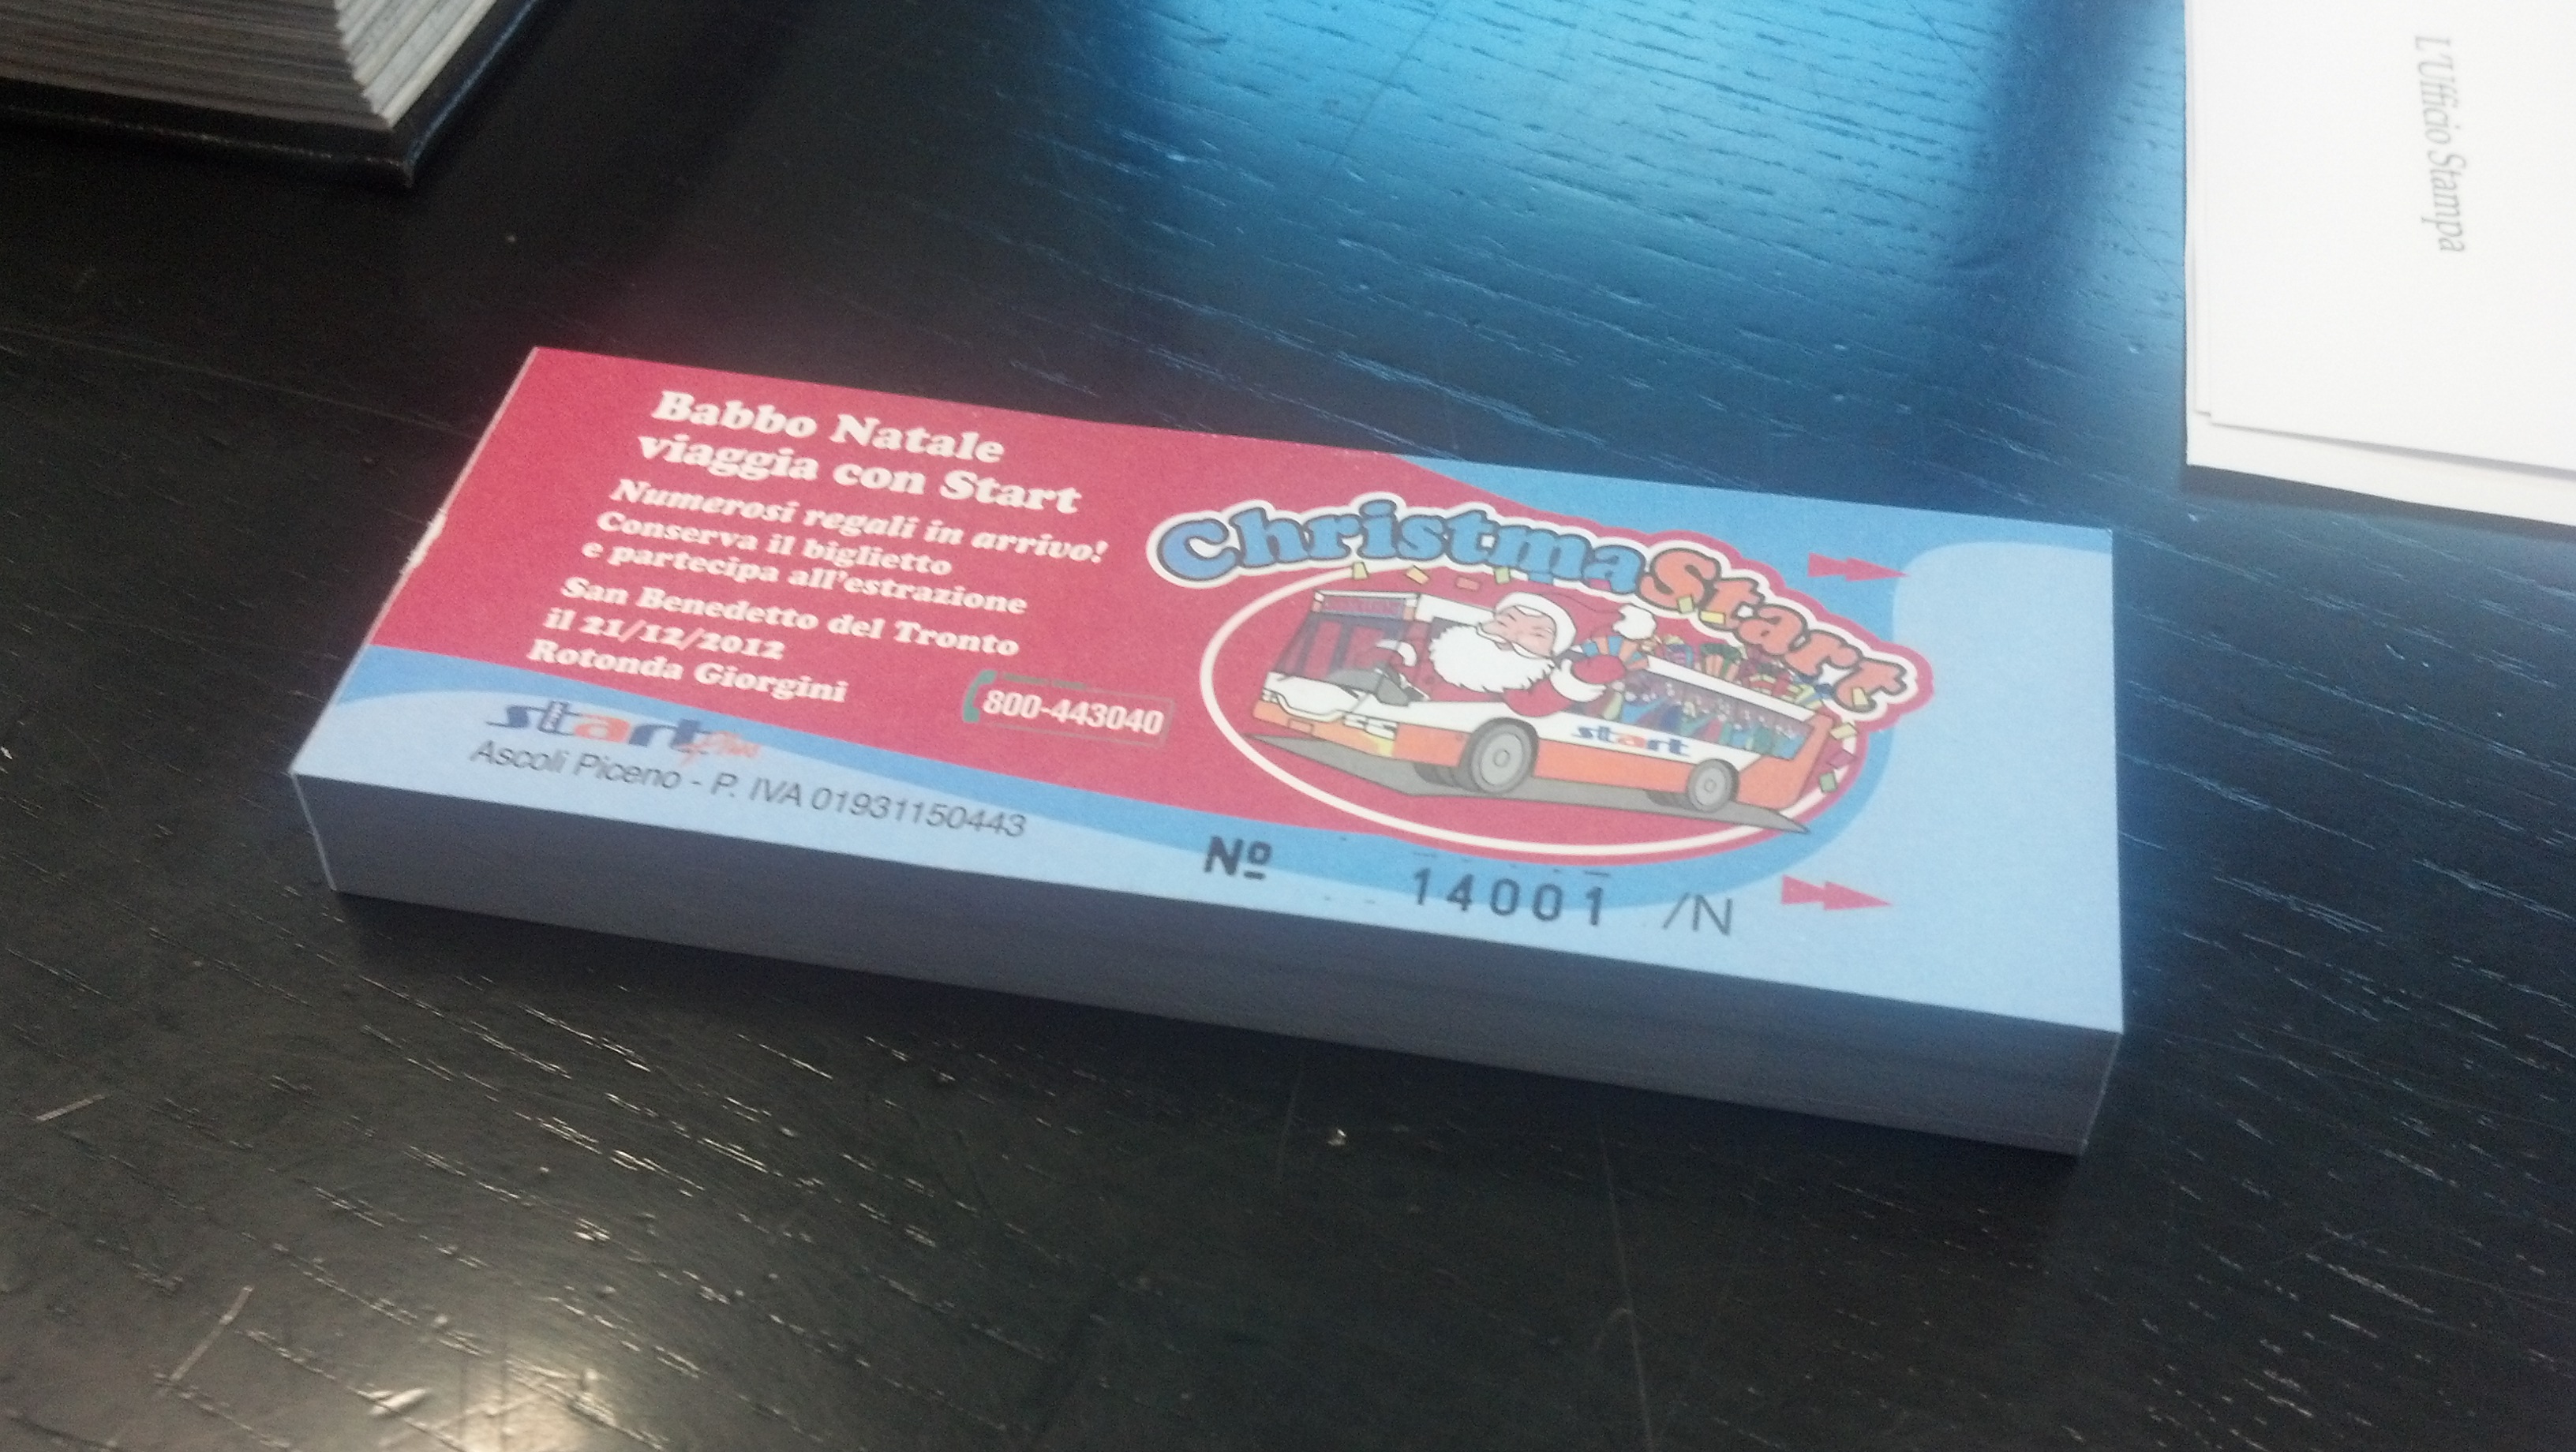 L'Ufficio Stampa
Babbo Natale
viaggia con Start
Numerosi regali in arrivo!
Conserva il biglietto
e partecipa all'estrazione
San Benedetto del Tronto
il 21/12/2012
Rotonda Giorgini
800-443040
ChristmaStart
start
start plus
Ascoli Piceno - P. IVA 01931150443
Nº 14001 /N